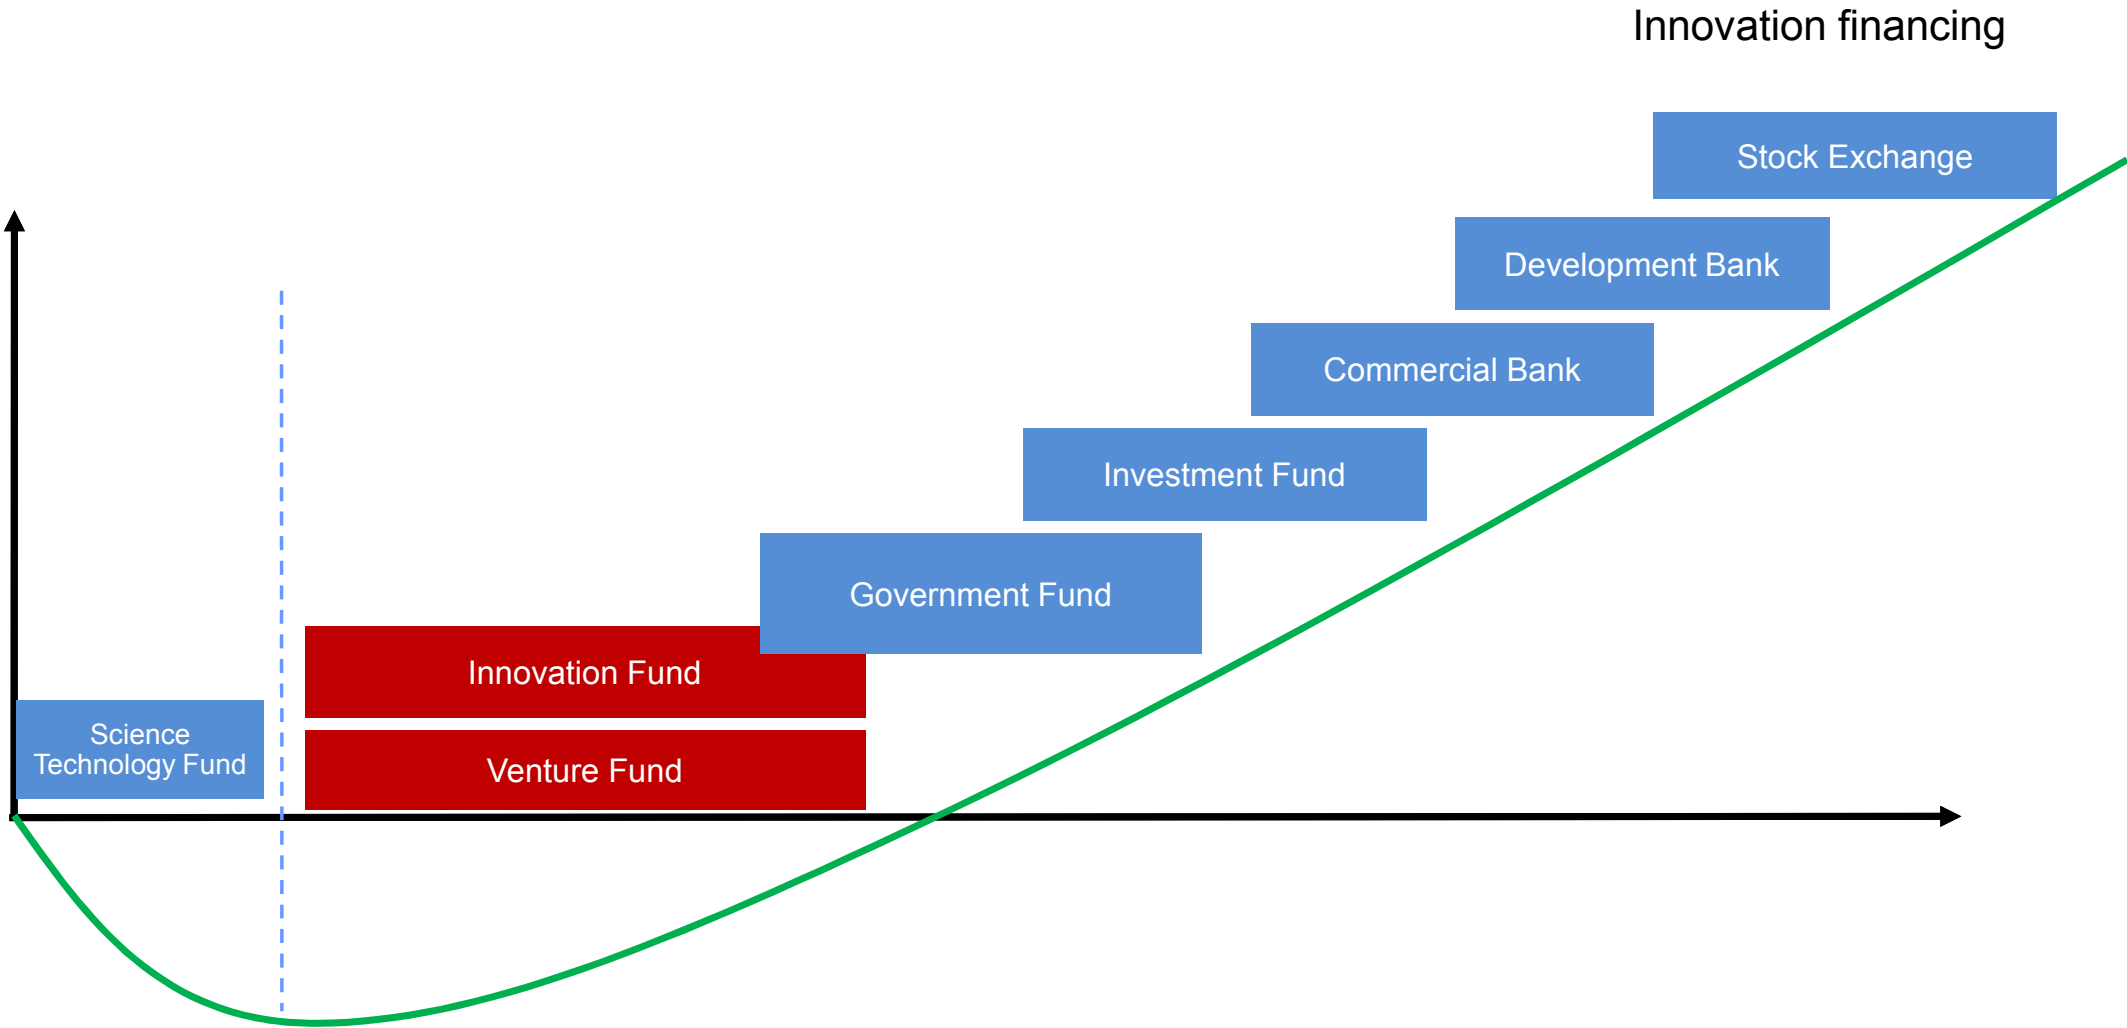 Innovation financing
Stock Exchange
Development Bank
Commercial Bank
Investment Fund
Government Fund
Innovation Fund
Science
Technology Fund
Venture Fund